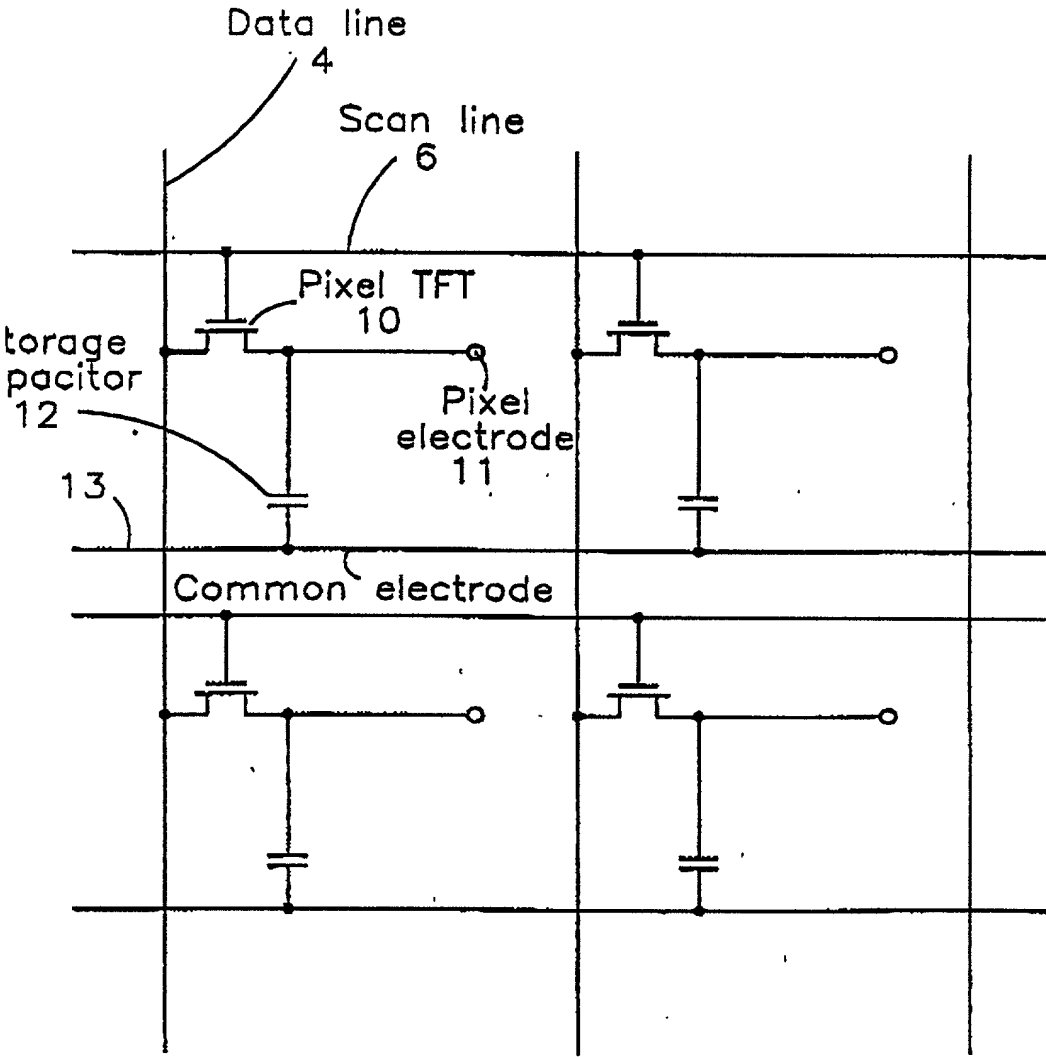 Data line
4
Scan line
6
Pixel TFT
10
torage
pacitor
12
Pixel
electrode
11
13
Common electrode